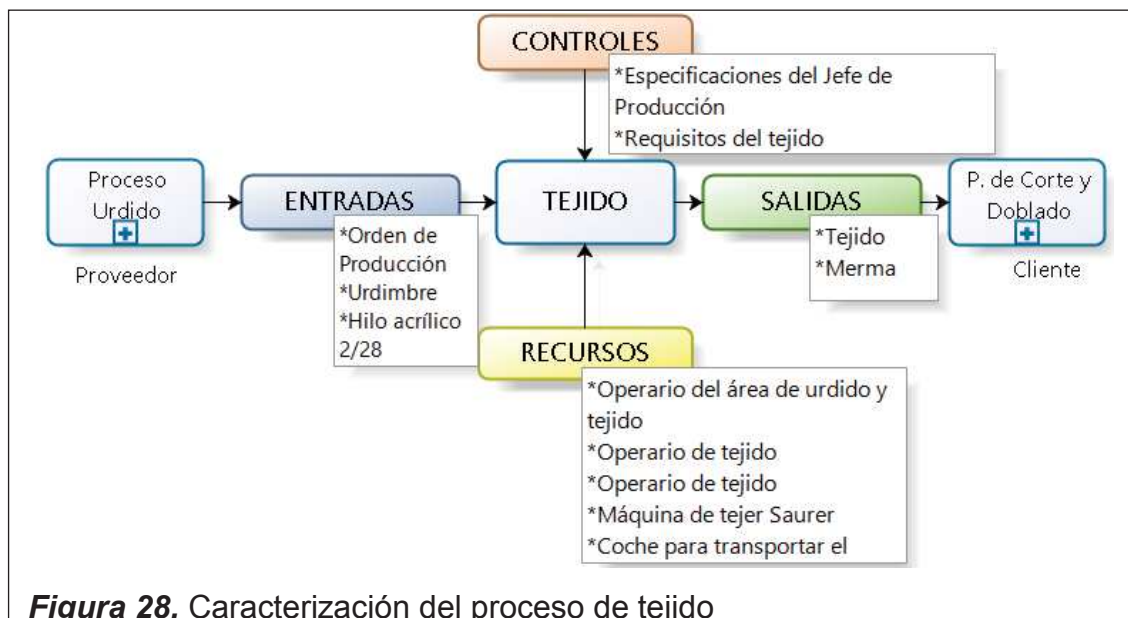 CONTROLES
*Especificaciones del Jefe de
Producción
*Requisitos del tejido
Proceso
Urdido
Proveedor
ENTRADAS
*Orden de
Producción
*Urdimbre
*Hilo acrílico
2/28
TEJIDO
SALIDAS
*Tejido
*Merma
P. de Corte y
Doblado
Cliente
RECURSOS
*Operario del área de urdido y
tejido
*Operario de tejido
*Operario de tejido
*Máquina de tejer Saurer
*Coche para transportar el
Figura 28. Caracterización del proceso de tejido